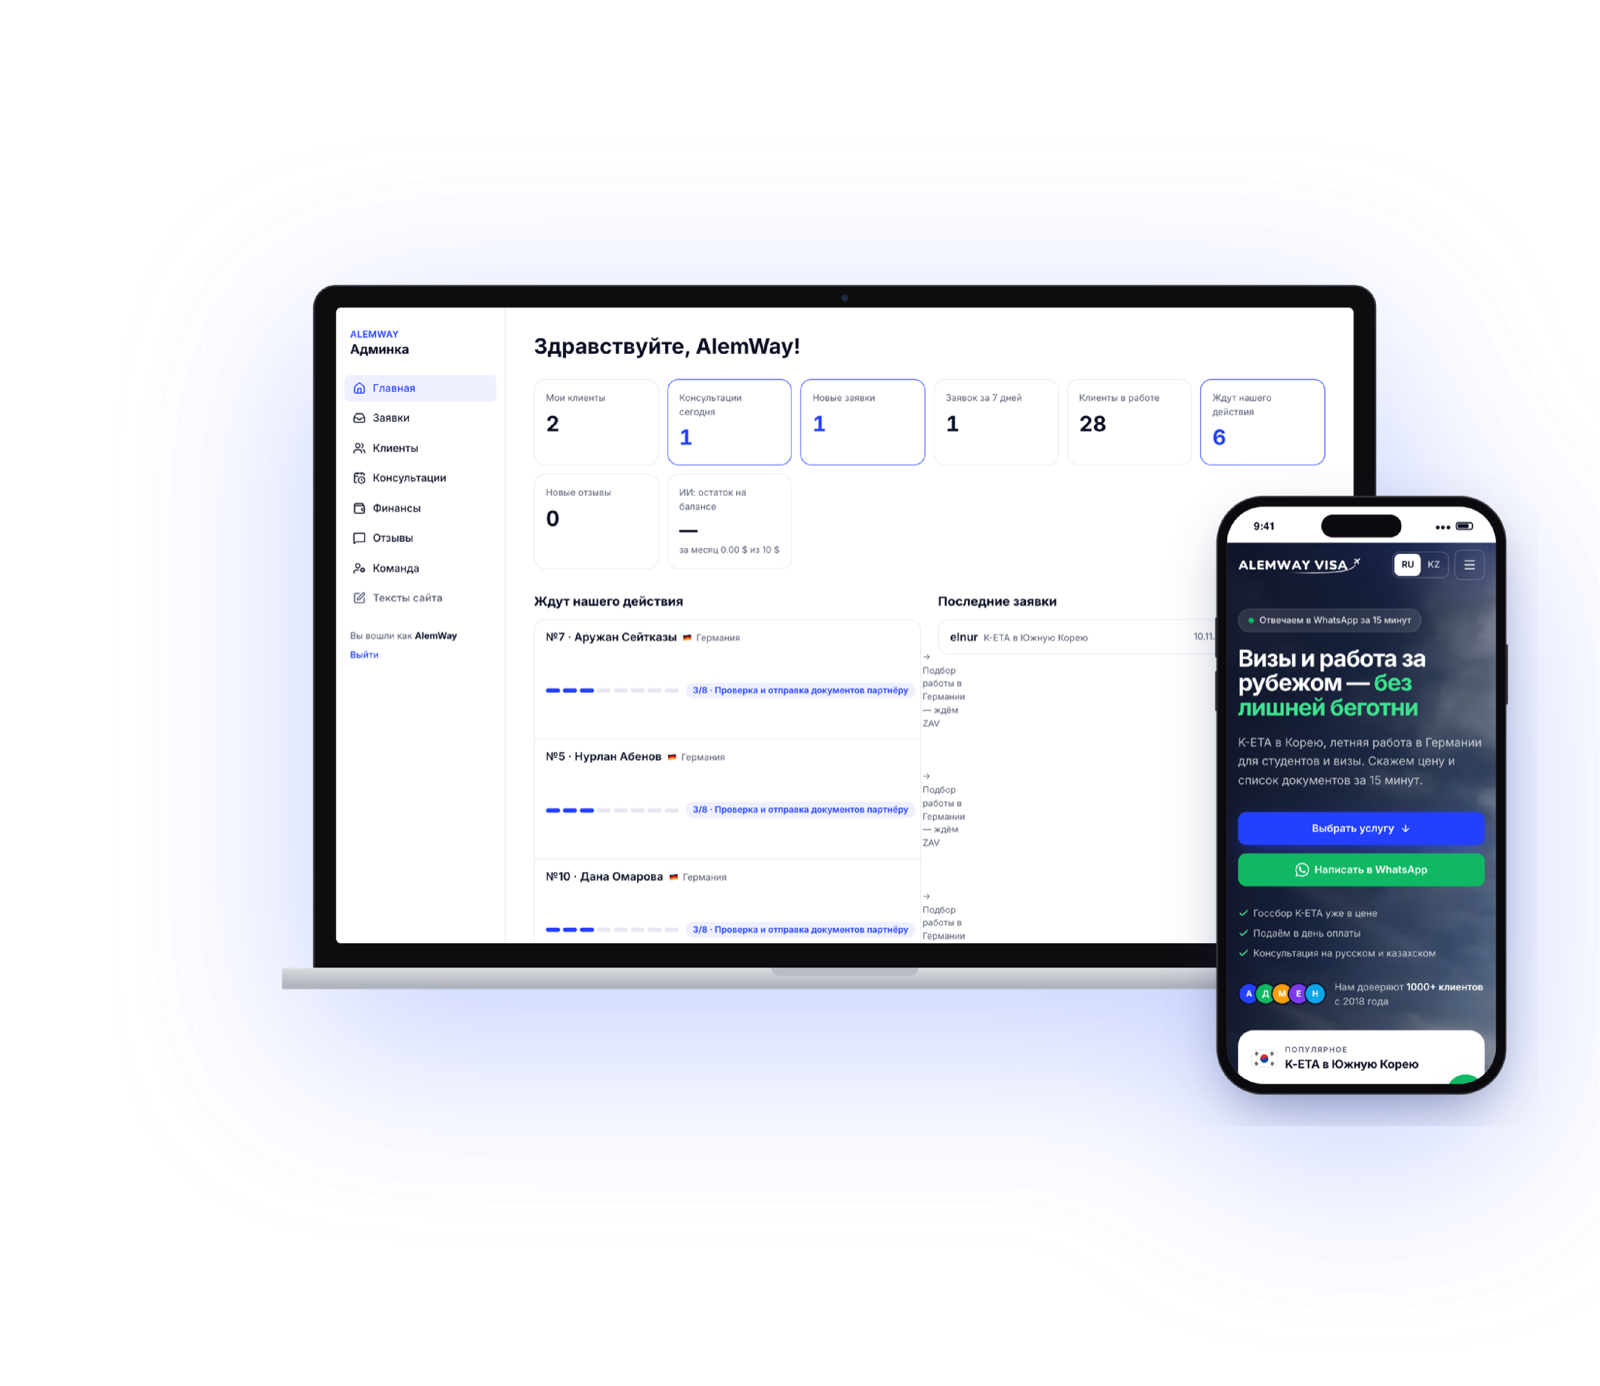 ALEMWAY
Админка
Главная
Заявки
Клиенты
Консультации
Финансы
Отзывы
Команда
Тексты сайта
Вы вошли как AlemWay
Выйти
Здравствуйте, AlemWay!
Мои клиенты
2
Консультации
сегодня
1
Новые заявки
1
Заявок за 7 дней
1
Клиенты в работе
28
Ждут нашего
действия
6
Новые отзывы
0
ИИ: остаток на
балансе
—
за месяц 0.00 $ из 10 $
Ждут нашего действия
№7 · Аружан Сейтказы Германия
3/8 · Проверка и отправка документов партнёру
→
Подбор
работы в
Германии
— ждём
ZAV
№5 · Нурлан Абенов Германия
3/8 · Проверка и отправка документов партнёру
→
Подбор
работы в
Германии
— ждём
ZAV
№10 · Дана Омарова Германия
3/8 · Проверка и отправка документов партнёру
→
Подбор
работы в
Германии
Последние заявки
elnur K-ETA в Южную Корею 10.11.
9:41
ALEMWAY VISA
RU KZ
Отвечаем в WhatsApp за 15 минут
Визы и работа за
рубежом — без
лишней беготни
K-ETA в Корею, летняя работа в Германии
для студентов и визы. Скажем цену и
список документов за 15 минут.
Выбрать услугу ↓
Написать в WhatsApp
Госсбор K-ETA уже в цене
Подаём в день оплаты
Консультация на русском и казахском
А Д М Е Н
Нам доверяют 1000+ клиентов
с 2018 года
ПОПУЛЯРНОЕ
K-ETA в Южную Корею